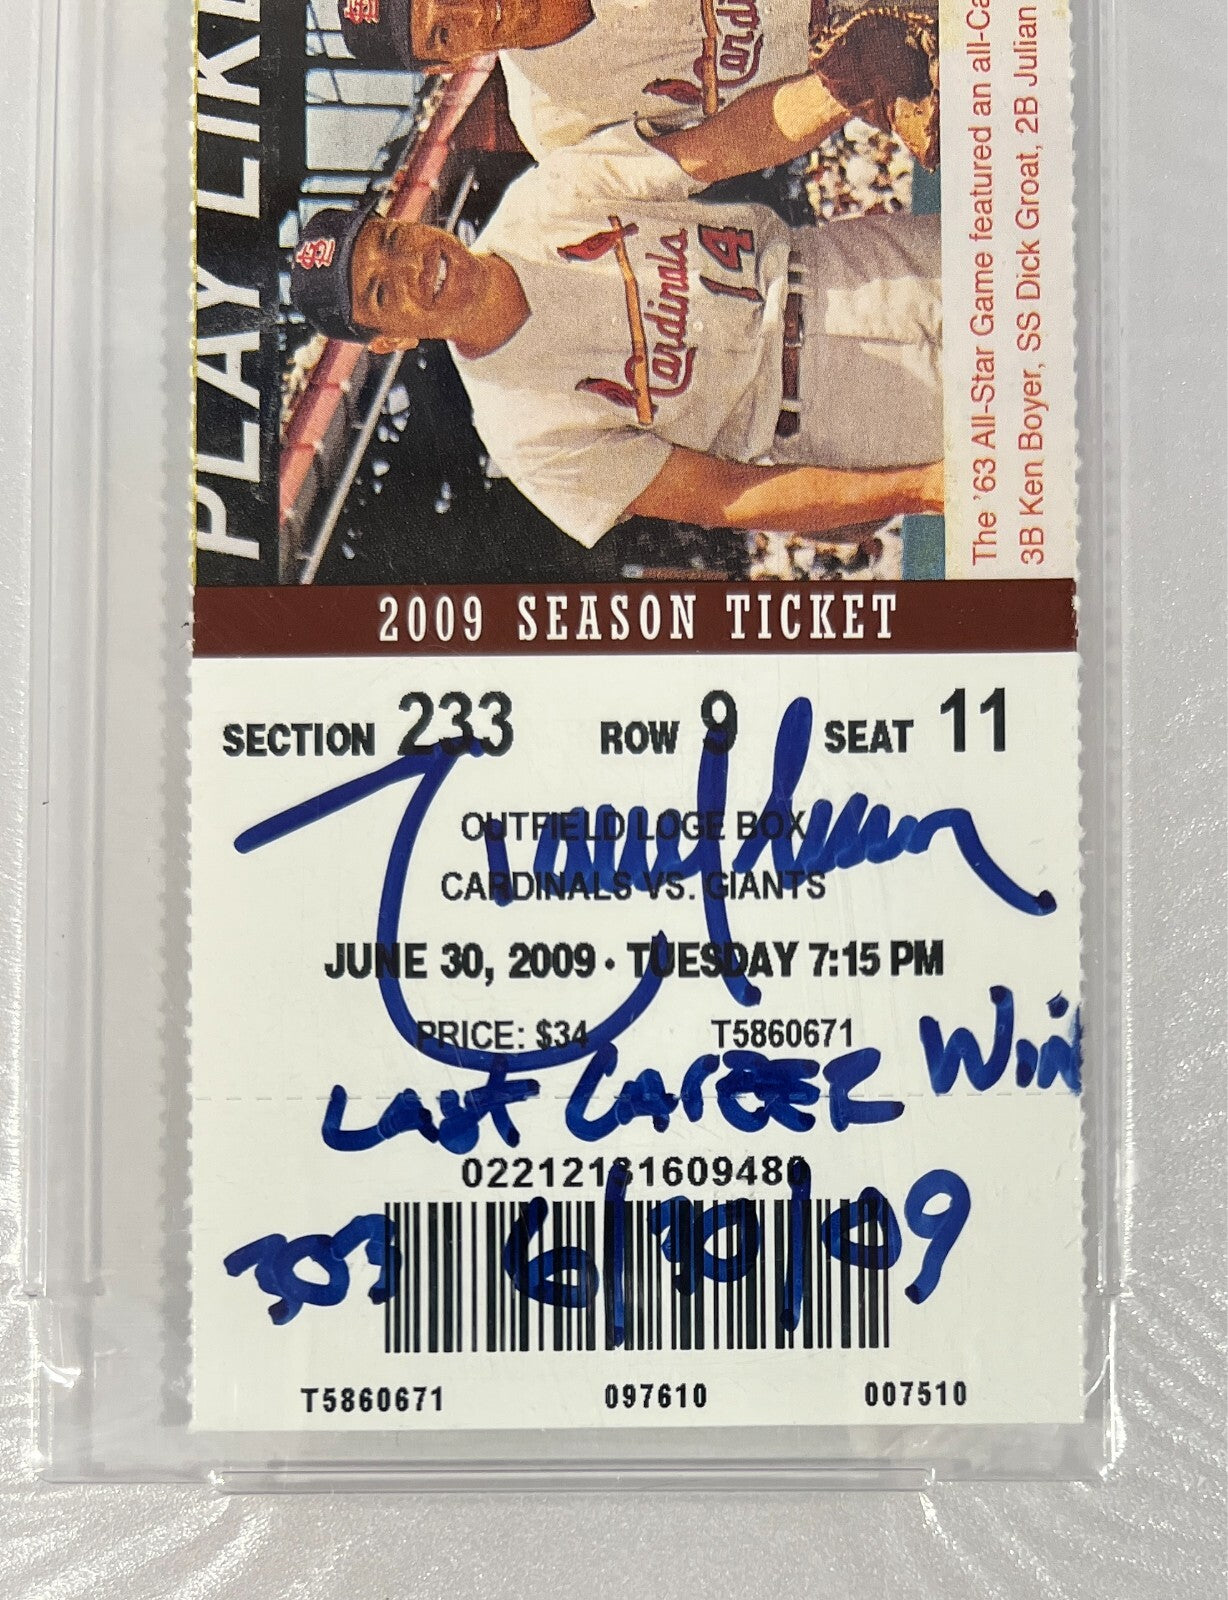 PLAY LIK
Cardinals
Cardinals
14
The '63 All-Star Game featured an all-Ca
3B Ken Boyer, SS Dick Groat, 2B Julian
2009 SEASON TICKET
SECTION 233 ROW 9 SEAT 11
OUTFIELD LOGE BOX
CARDINALS VS. GIANTS
JUNE 30, 2009 · TUESDAY 7:15 PM
PRICE: $34 T5860671
LAST CAREER WiN
02212131609480
303 6/30/09
T5860671 097610 007510